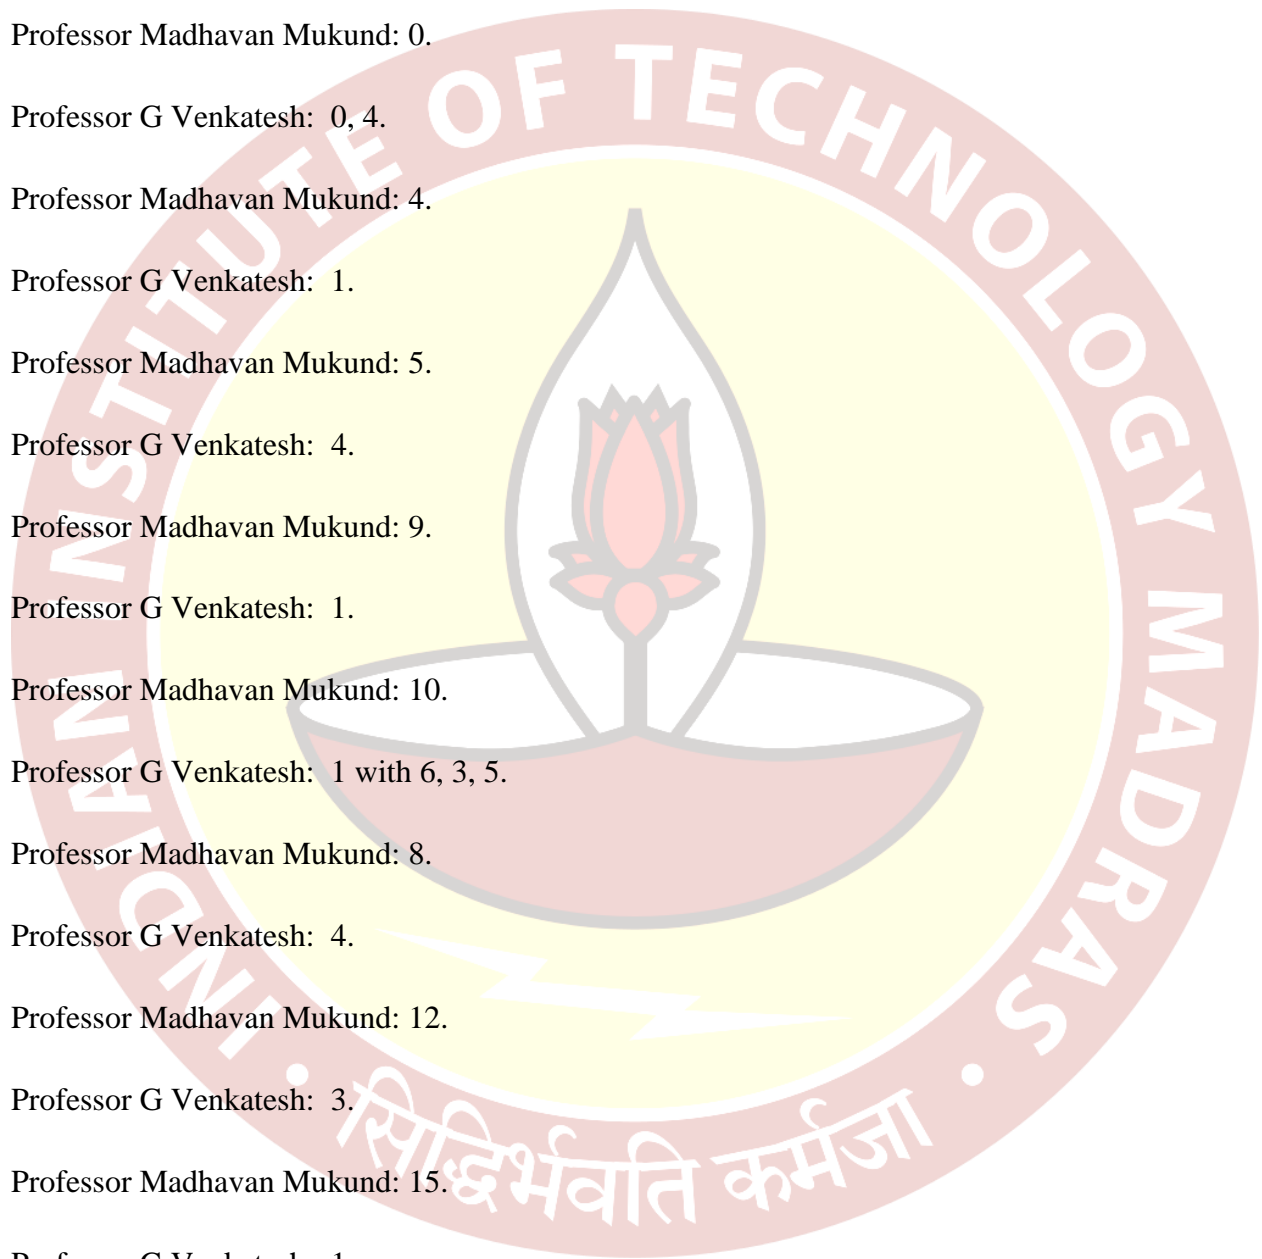 Professor Madhavan Mukund: 0.
Professor G Venkatesh: 0, 4.
Professor Madhavan Mukund: 4.
Professor G Venkatesh: 1.
Professor Madhavan Mukund: 5.
Professor G Venkatesh: 4.
Professor Madhavan Mukund: 9.
Professor G Venkatesh: 1.
Professor Madhavan Mukund: 10.
Professor G Venkatesh: 1 with 6, 3, 5.
Professor Madhavan Mukund: 8.
Professor G Venkatesh: 4.
Professor Madhavan Mukund: 12.
Professor G Venkatesh: 3.
Professor Madhavan Mukund: 15.
INDIAN INSTITUTE OF TECHNOLOGY MADRAS
सिद्धिर्भवति कर्मजा